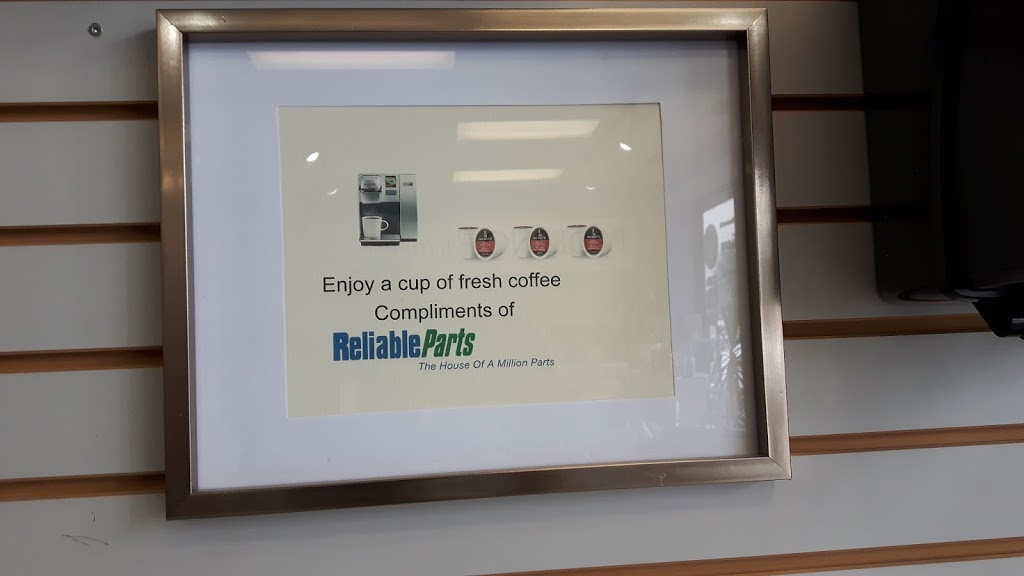 Enjoy a cup of fresh coffee
Compliments of
ReliableParts
The House Of A Million Parts